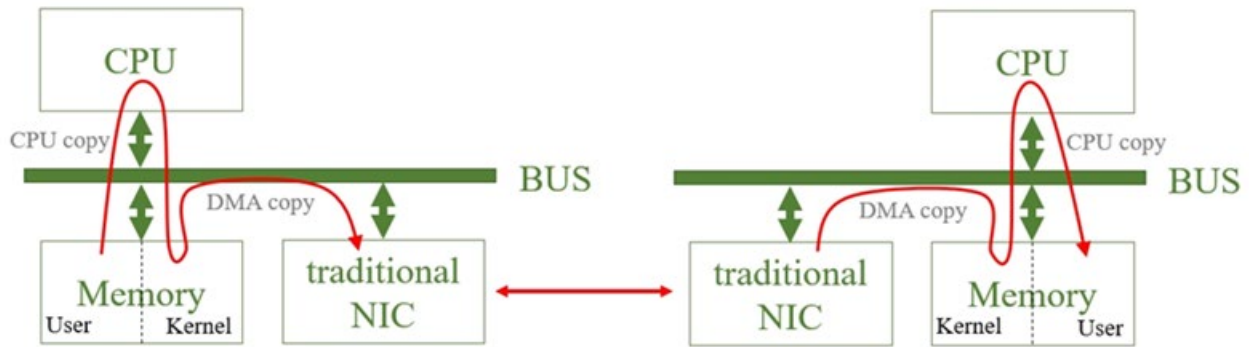 CPU
CPU copy
BUS
DMA copy
Memory
User
Kernel
traditional
NIC
CPU
CPU copy
BUS
DMA copy
traditional
NIC
Memory
Kernel
User